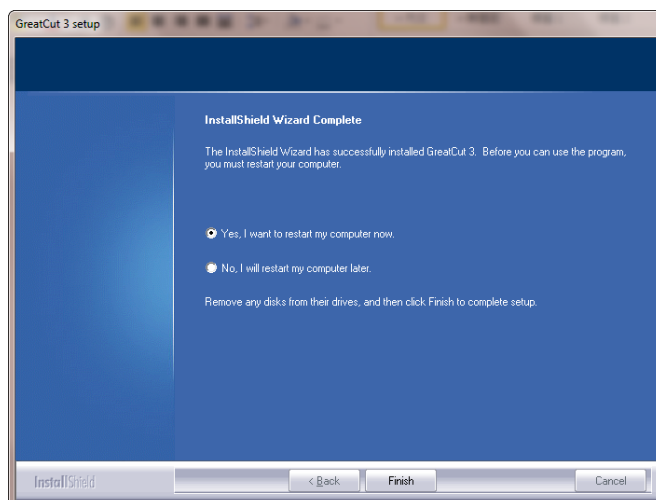 GreatCut 3 setup
InstallShield Wizard Complete
The InstallShield Wizard has successfully installed GreatCut 3. Before you can use the program,
you must restart your computer.
Yes, I want to restart my computer now.
No, I will restart my computer later.
Remove any disks from their drives, and then click Finish to complete setup.
InstallShield
< Back
Finish
Cancel